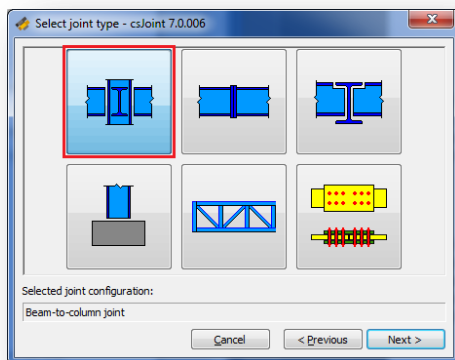 Select joint type - csJoint 7.0.006
Selected joint configuration:
Beam-to-column joint
Cancel
< Previous
Next >